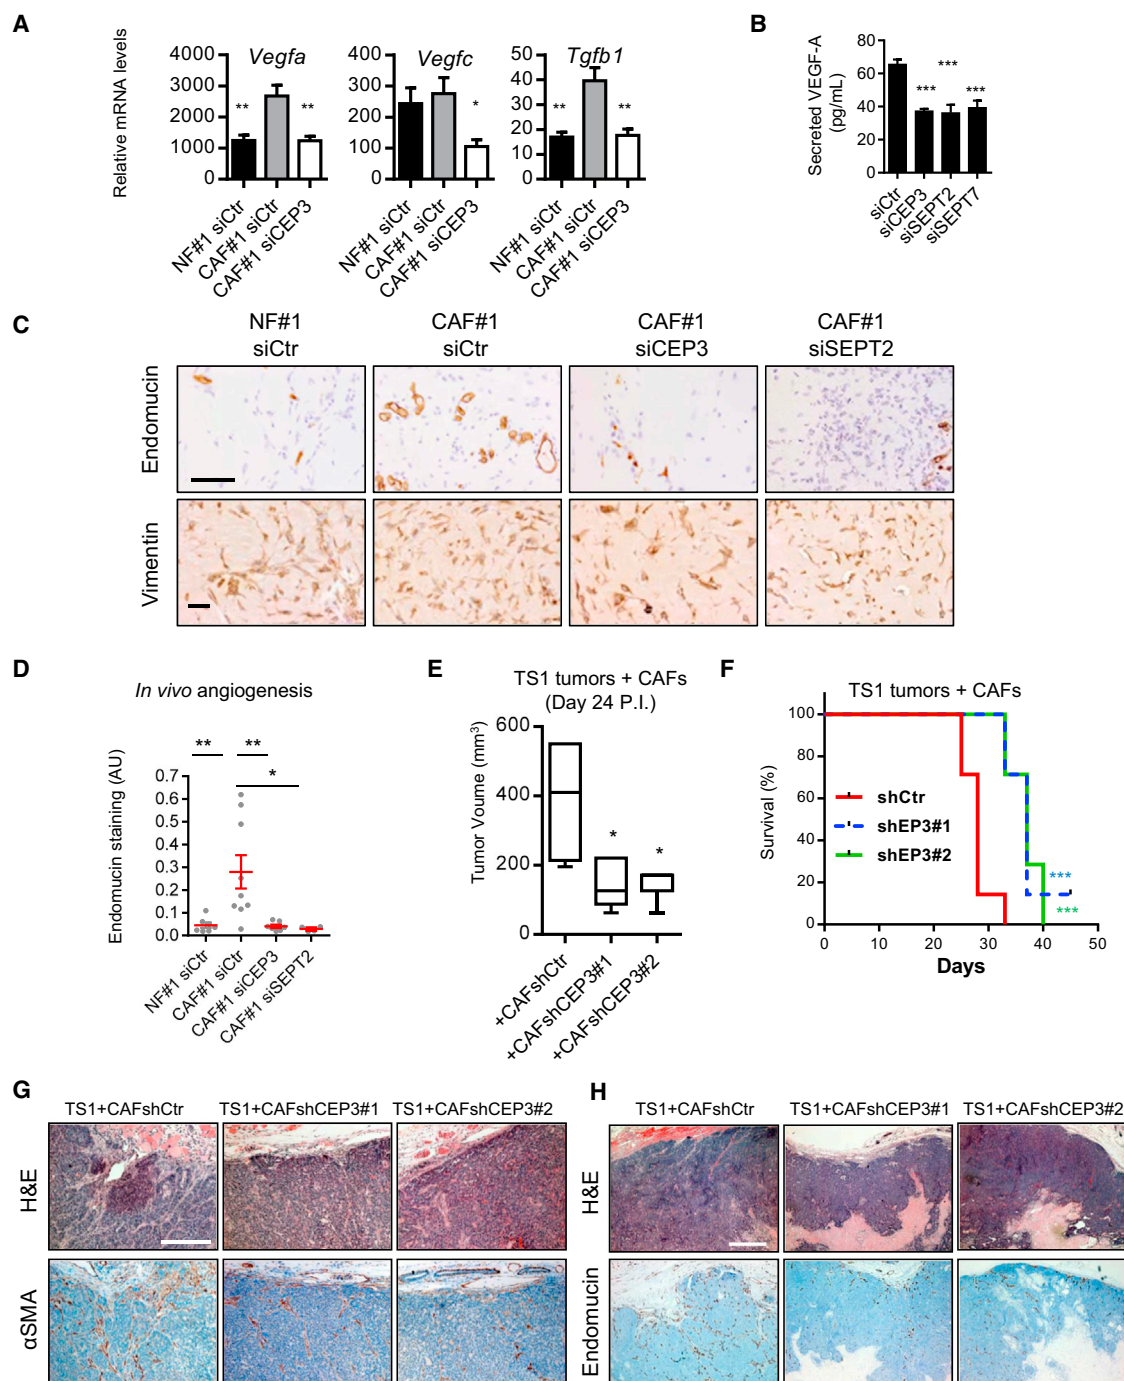 A
Relative mRNA levels
Vegfa
4000
3000
2000
1000
0
**
**
NF#1 siCtr
CAF#1 siCtr
CAF#1 siCEP3
Vegfc
400
300
200
100
0
*
NF#1 siCtr
CAF#1 siCtr
CAF#1 siCEP3
Tgfb1
50
40
30
20
10
0
**
**
NF#1 siCtr
CAF#1 siCtr
CAF#1 siCEP3
B
Secreted VEGF-A
(pg/mL)
80
60
40
20
0
***
***
***
siCtr
siCEP3
siSEPT2
siSEPT7
C
NF#1
siCtr
CAF#1
siCtr
CAF#1
siCEP3
CAF#1
siSEPT2
Endomucin
Vimentin
D
In vivo angiogenesis
Endomucin staining (AU)
**
**
*
0.7
0.6
0.5
0.4
0.3
0.2
0.1
0.0
NF#1 siCtr
CAF#1 siCtr
CAF#1 siCEP3
CAF#1 siSEPT2
E
TS1 tumors + CAFs
(Day 24 P.I.)
Tumor Voume (mm³)
600
400
200
0
*
*
+CAFshCtr
+CAFshCEP3#1
+CAFshCEP3#2
F
TS1 tumors + CAFs
Survival (%)
100
80
60
40
20
0
shCtr
shEP3#1
shEP3#2
***
***
0 10 20 30 40 50
Days
G
TS1+CAFshCtr TS1+CAFshCEP3#1 TS1+CAFshCEP3#2
H&E
αSMA
H
TS1+CAFshCtr TS1+CAFshCEP3#1 TS1+CAFshCEP3#2
H&E
Endomucin